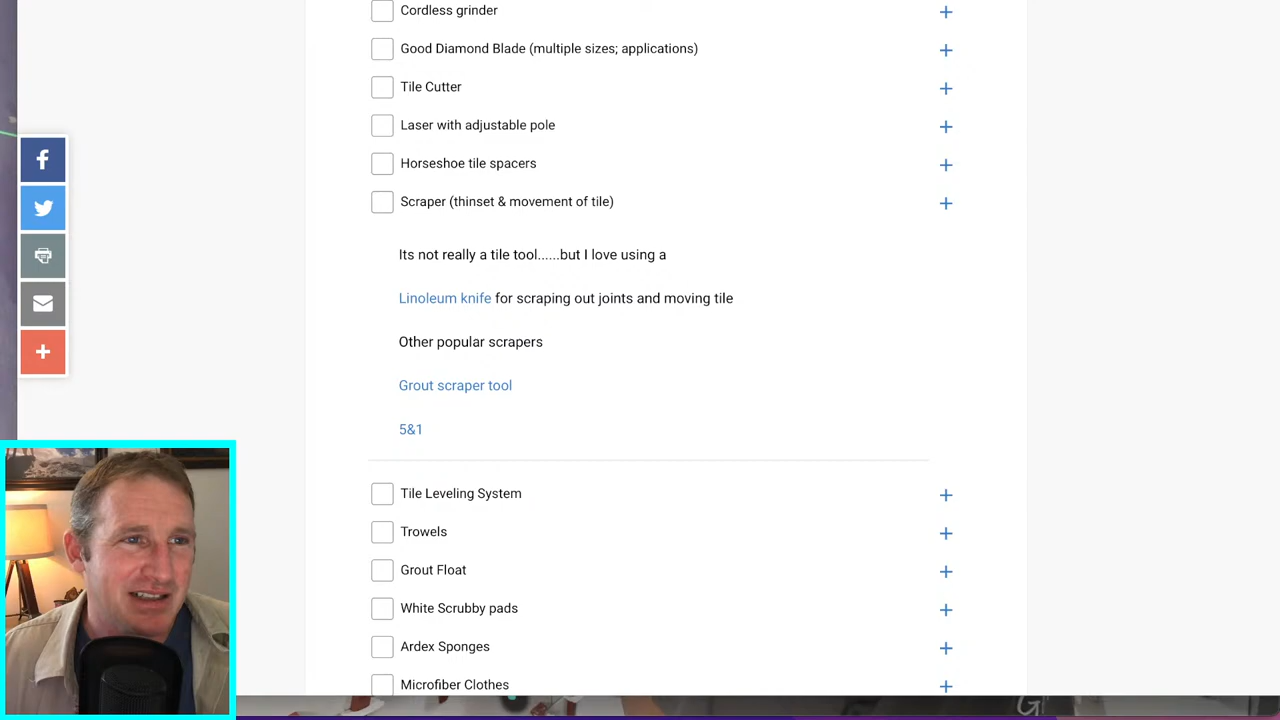 Cordless grinder
Good Diamond Blade (multiple sizes; applications)
Tile Cutter
Laser with adjustable pole
Horseshoe tile spacers
Scraper (thinset & movement of tile)
Its not really a tile tool......but I love using a
Linoleum knife for scraping out joints and moving tile
Other popular scrapers
Grout scraper tool
5&1
Tile Leveling System
Trowels
Grout Float
White Scrubby pads
Ardex Sponges
Microfiber Clothes